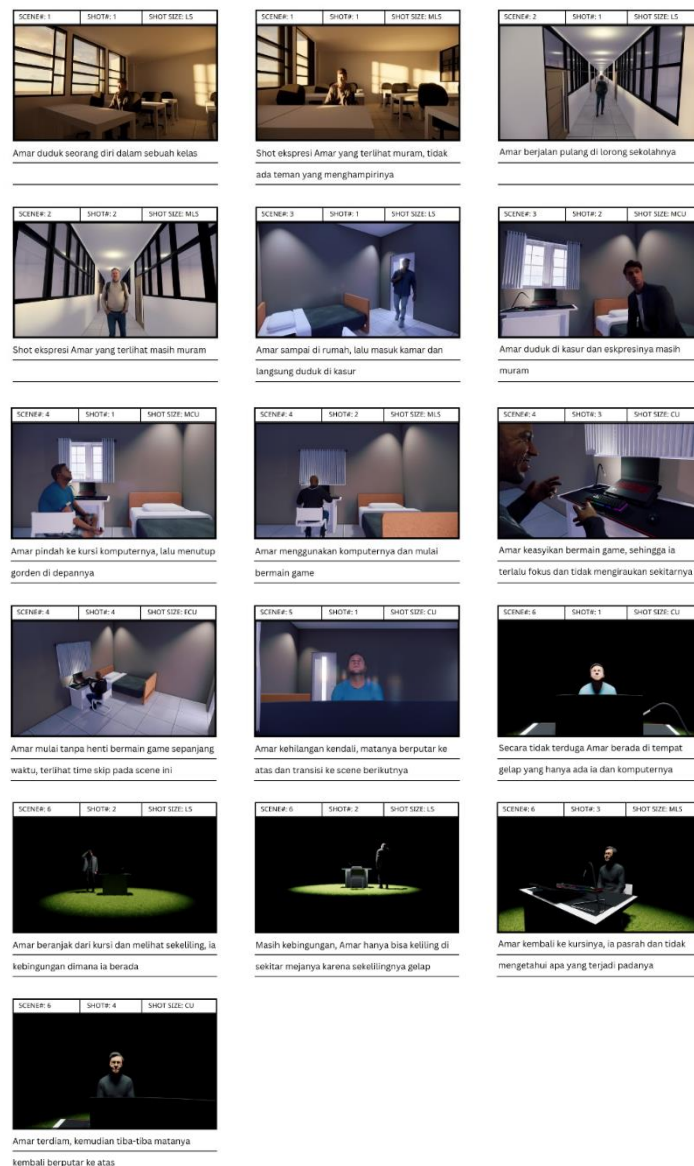 SCENE#: 1 SHOT#: 1 SHOT SIZE: LS
Amar duduk seorang diri dalam sebuah kelas
SCENE#: 1 SHOT#: 1 SHOT SIZE: MLS
Shot ekspresi Amar yang terlihat muram, tidak
ada teman yang menghampirinya
SCENE#: 2 SHOT#: 1 SHOT SIZE: LS
Amar berjalan pulang di lorong sekolahnya
SCENE#: 2 SHOT#: 2 SHOT SIZE: MLS
Shot ekspresi Amar yang terlihat masih muram
SCENE#: 3 SHOT#: 1 SHOT SIZE: LS
Amar sampai di rumah, lalu masuk kamar dan
langsung duduk di kasur
SCENE#: 3 SHOT#: 2 SHOT SIZE: MCU
Amar duduk di kasur dan eskpresinya masih
muram
SCENE#: 4 SHOT#: 1 SHOT SIZE: MCU
Amar pindah ke kursi komputernya, lalu menutup
gorden di depannya
SCENE#: 4 SHOT#: 2 SHOT SIZE: MLS
Amar menggunakan komputernya dan mulai
bermain game
SCENE#: 4 SHOT#: 3 SHOT SIZE: CU
Amar keasyikan bermain game, sehingga ia
terlalu fokus dan tidak mengiraukan sekitarnya
SCENE#: 4 SHOT#: 4 SHOT SIZE: ECU
Amar mulai tanpa henti bermain game sepanjang
waktu, terlihat time skip pada scene ini
SCENE#: 5 SHOT#: 1 SHOT SIZE: CU
Amar kehilangan kendali, matanya berputar ke
atas dan transisi ke scene berikutnya
SCENE#: 6 SHOT#: 1 SHOT SIZE: CU
Secara tidak terduga Amar berada di tempat
gelap yang hanya ada ia dan komputernya
SCENE#: 6 SHOT#: 2 SHOT SIZE: LS
Amar beranjak dari kursi dan melihat sekeliling, ia
kebingungan dimana ia berada
SCENE#: 6 SHOT#: 2 SHOT SIZE: LS
Masih kebingungan, Amar hanya bisa keliling di
sekitar mejanya karena sekelilingnya gelap
SCENE#: 6 SHOT#: 3 SHOT SIZE: MLS
Amar kembali ke kursinya, ia pasrah dan tidak
mengetahui apa yang terjadi padanya
SCENE#: 6 SHOT#: 4 SHOT SIZE: CU
Amar terdiam, kemudian tiba-tiba matanya
kembali berputar ke atas